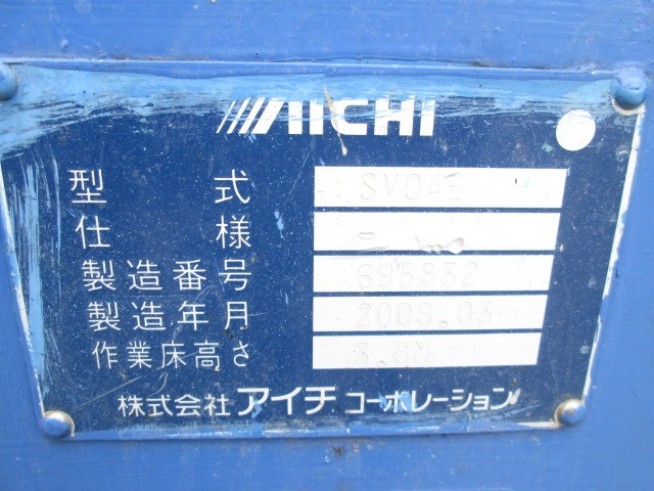 AICHI
型式 SV04E
仕様 -
製造番号 695832
製造年月 2008.03
作業床高さ 3.8M
株式会社アイチコーポレーション